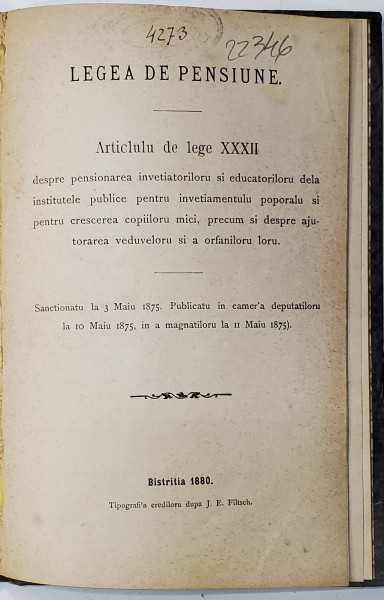 4273
22346
LEGEA DE PENSIUNE.
Articlulu de lege XXXII
despre pensionarea invetiatoriloru si educatoriloru dela
institutele publice pentru invetiamentulu poporalu si
pentru crescerea copiiloru mici, precum si despre aju-
torarea veduveloru si a orfaniloru loru.
Sanctionatu la 3 Maiu 1875. Publicatu in camer'a deputatiloru
la 10 Maiu 1875, in a magnatiloru la 11 Maiu 1875).
Bistritia 1880.
Tipografi'a erediloru dupa J. E. Filtsch.